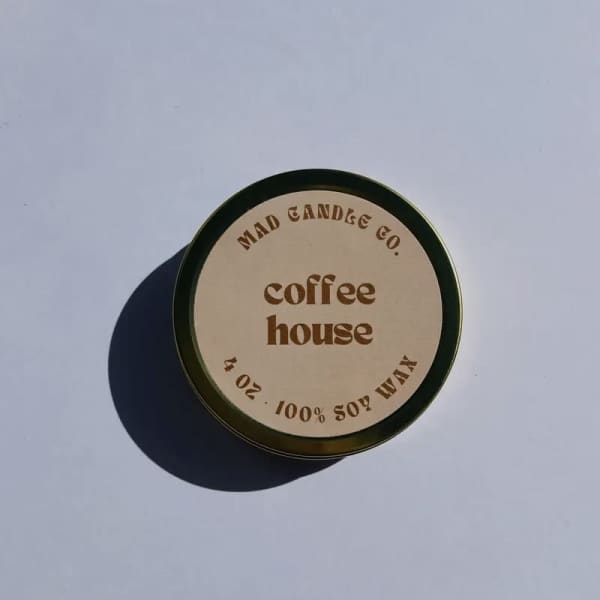 MAD CANDLE CO.
coffee
house
4 OZ · 100% SOY WAX